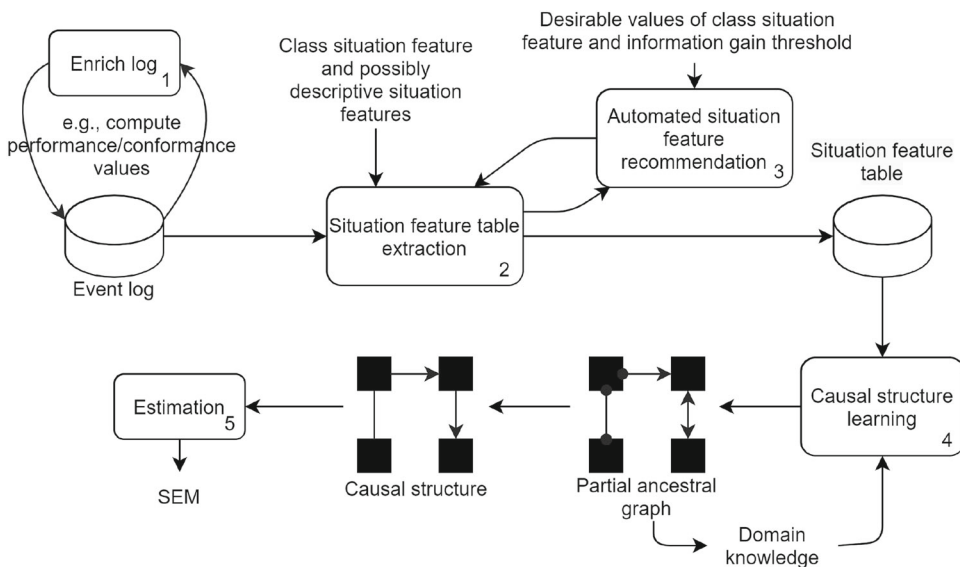 Enrich log
1
e.g., compute
performance/conformance
values
Event log
Class situation feature
and possibly
descriptive situation
features
Situation feature table
extraction
2
Desirable values of class situation
feature and information gain threshold
Automated situation
feature
recommendation
3
Situation feature
table
Causal structure
learning
4
Partial ancestral
graph
Domain
knowledge
Causal structure
Estimation
5
SEM